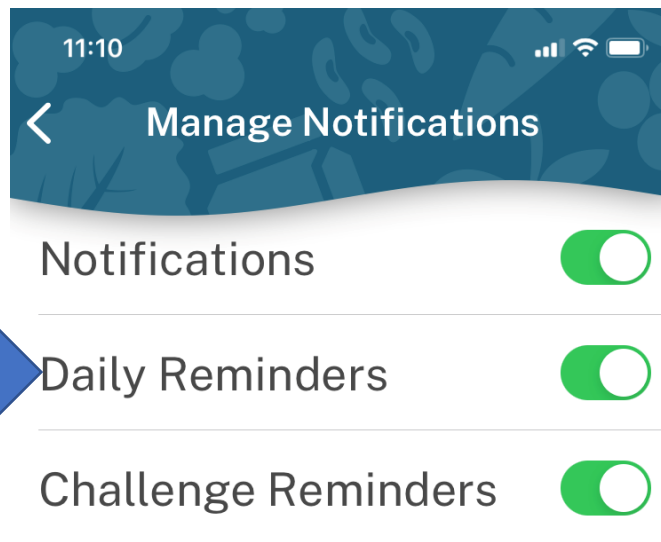 11:10
Manage Notifications
Notifications
Daily Reminders
Challenge Reminders